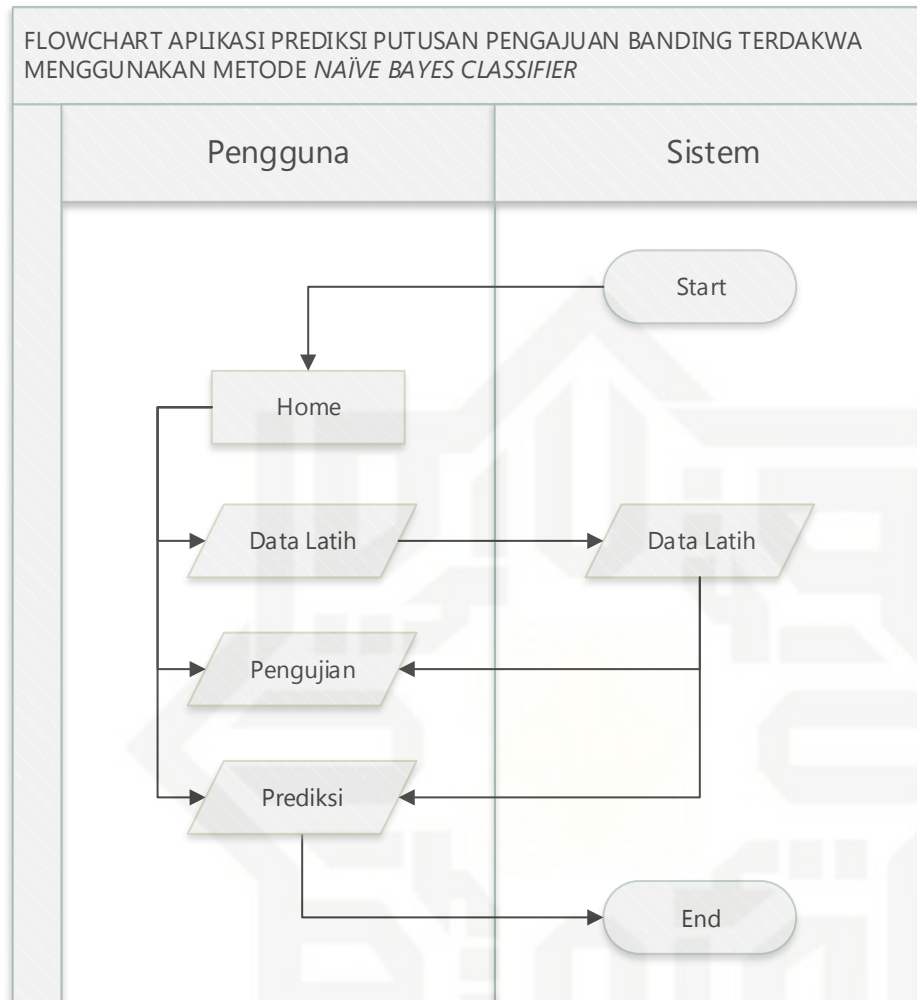 FLOWCHART APLIKASI PREDIKSI PUTUSAN PENGAJUAN BANDING TERDAKWA
MENGGUNAKAN METODE NAÏVE BAYES CLASSIFIER
Pengguna
Sistem
Start
Home
Data Latih
Data Latih
Pengujian
Prediksi
End